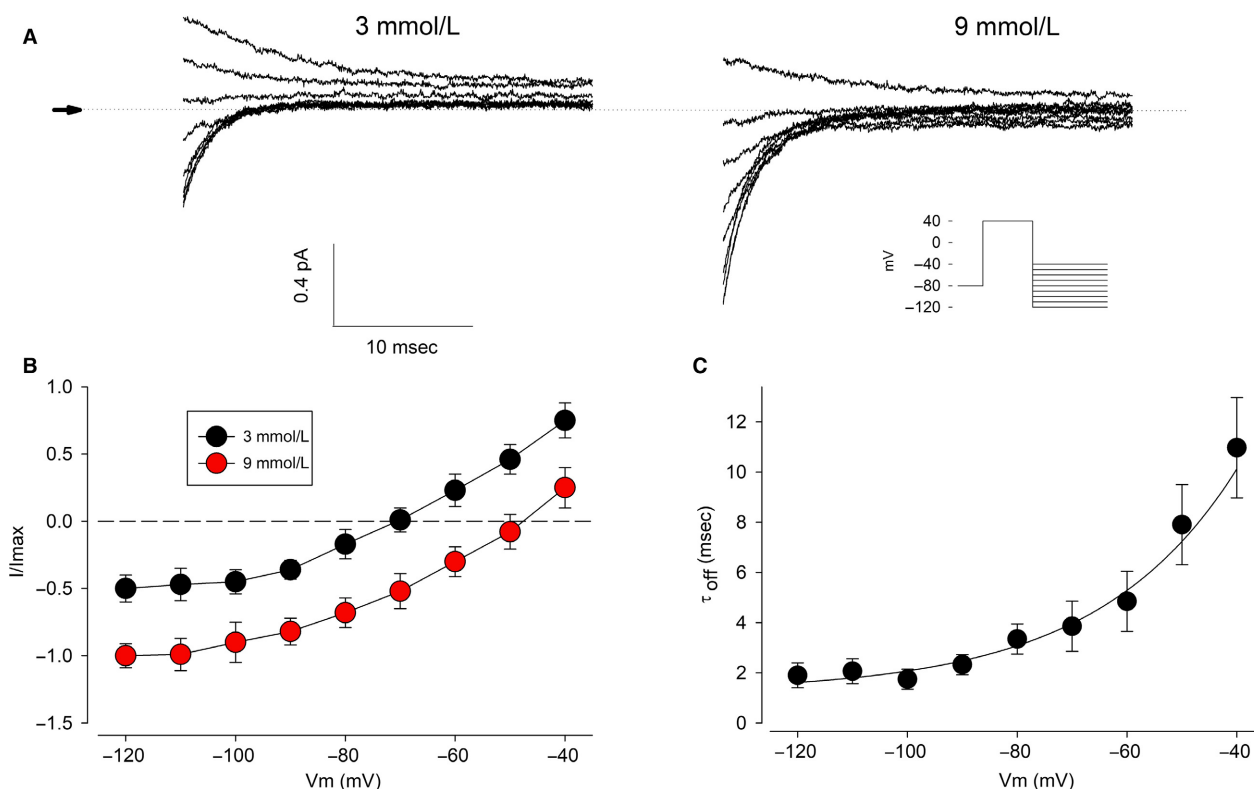 A
3 mmol/L
9 mmol/L
0.4 pA
10 msec
mV
40
0
−40
−80
−120
B
I/Imax
1.0
0.5
0.0
−0.5
−1.0
−1.5
3 mmol/L
9 mmol/L
−120
−100
−80
−60
−40
Vm (mV)
C
τ off (msec)
12
10
8
6
4
2
0
−120
−100
−80
−60
−40
Vm (mV)